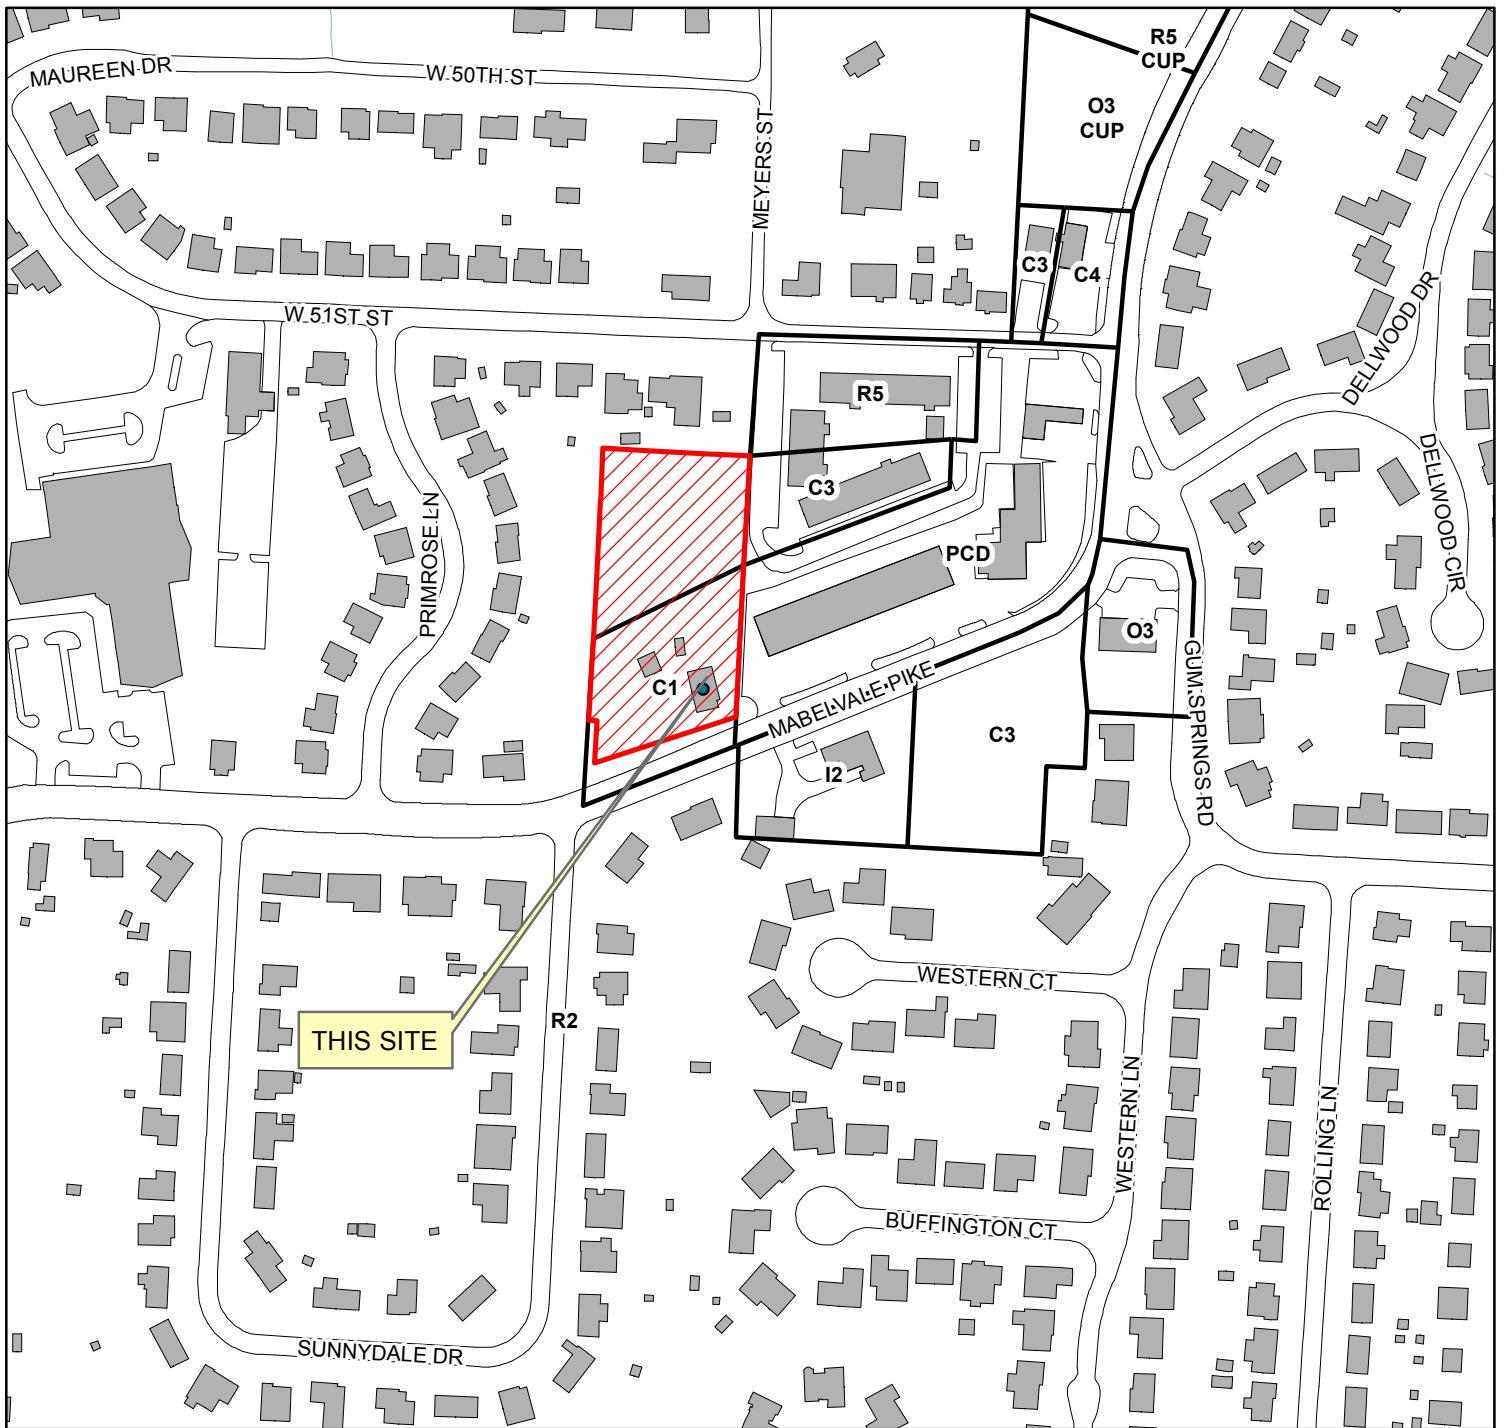 R5
CUP
MAUREEN DR
W 50TH ST
O3
CUP
MEYERS ST
C3
C4
W 51ST ST
DELLWOOD DR
R5
DELLWOOD CIR
C3
PRIMROSE LN
PCD
O3
GUM SPRINGS RD
C1
MABELVALE PIKE
C3
I2
WESTERN CT
R2
THIS SITE
WESTERN LN
ROLLING LN
BUFFINGTON CT
SUNNYDALE DR